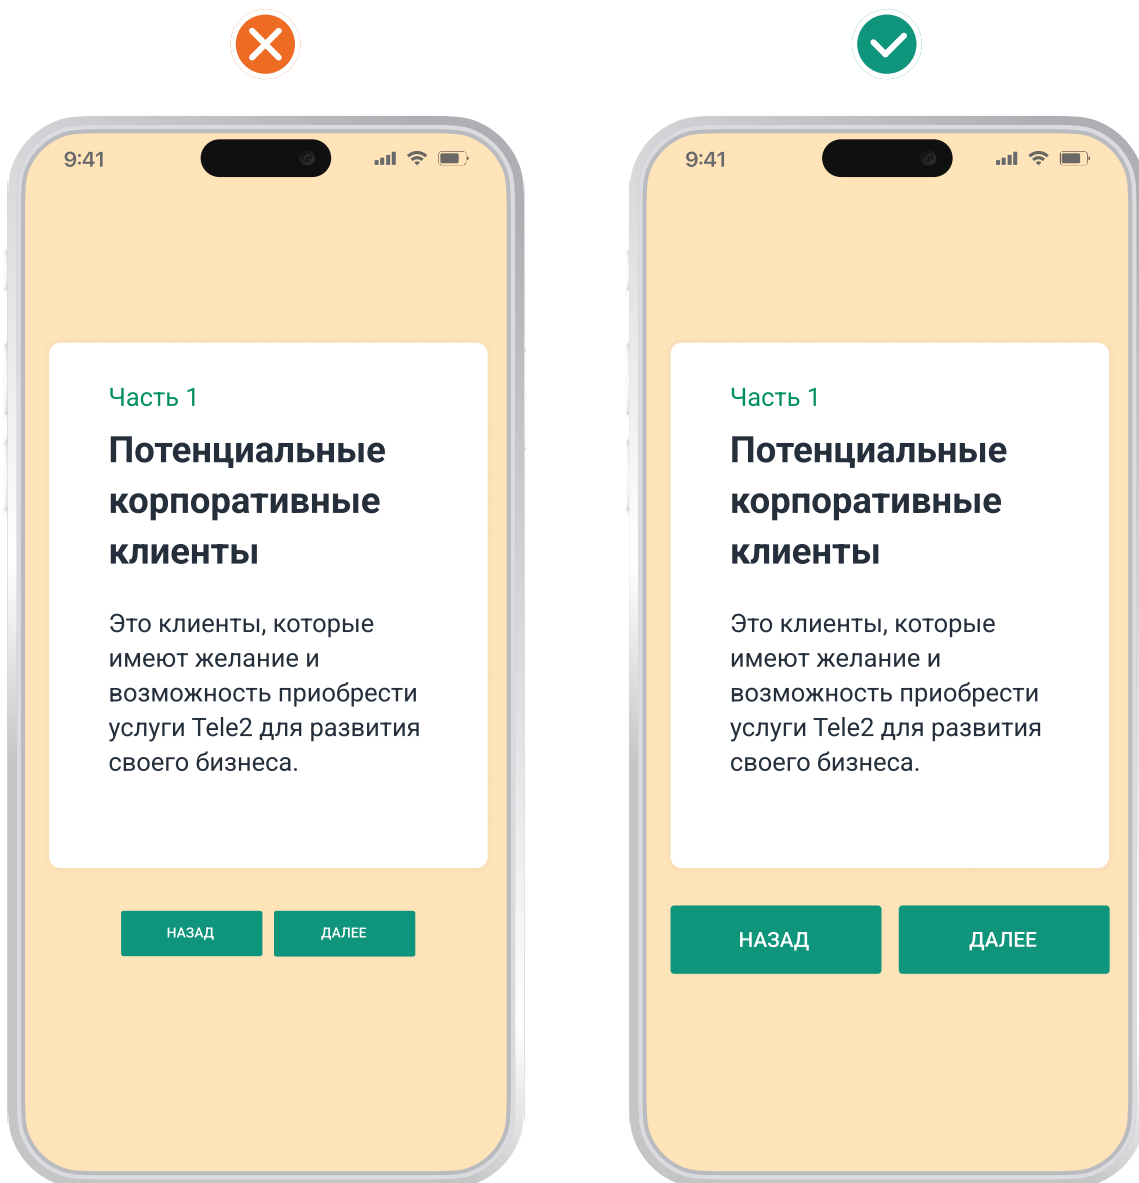 9:41
Часть 1
Потенциальные
корпоративные
клиенты
Это клиенты, которые
имеют желание и
возможность приобрести
услуги Tele2 для развития
своего бизнеса.
НАЗАД
ДАЛЕЕ
9:41
Часть 1
Потенциальные
корпоративные
клиенты
Это клиенты, которые
имеют желание и
возможность приобрести
услуги Tele2 для развития
своего бизнеса.
НАЗАД
ДАЛЕЕ